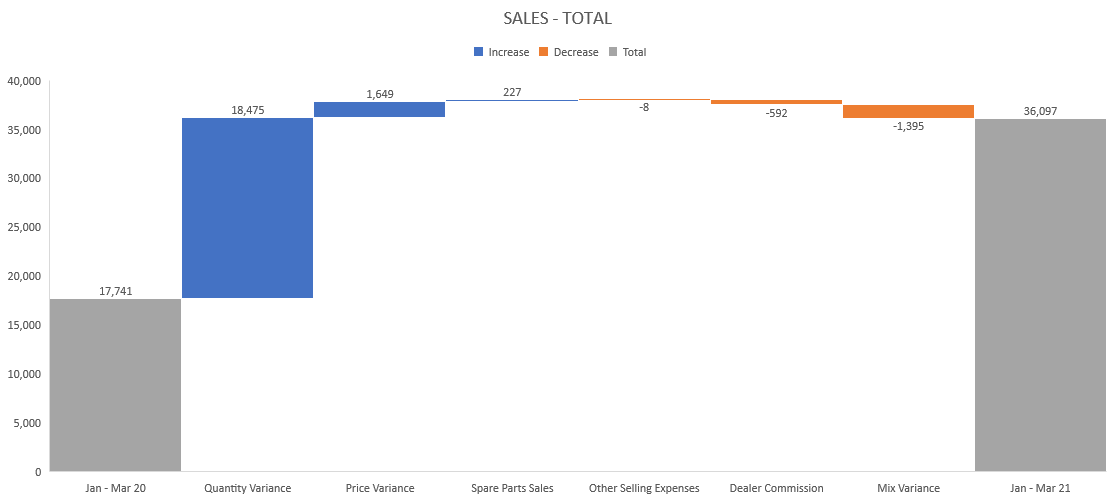 SALES - TOTAL
Increase Decrease Total
40,000
35,000
30,000
25,000
20,000
15,000
10,000
5,000
0
17,741
18,475
1,649
227
-8
-592
-1,395
36,097
Jan - Mar 20
Quantity Variance
Price Variance
Spare Parts Sales
Other Selling Expenses
Dealer Commission
Mix Variance
Jan - Mar 21